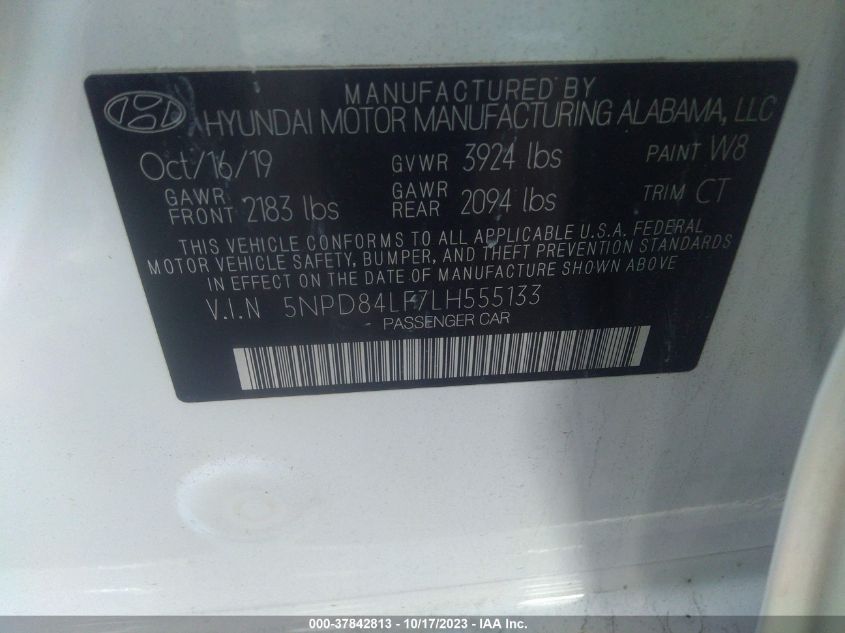 MANUFACTURED BY
HYUNDAI MOTOR MANUFACTURING ALABAMA, LLC
Oct/16/19 GVWR 3924 lbs PAINT W8
GAWR FRONT 2183 lbs GAWR REAR 2094 lbs TRIM CT
THIS VEHICLE CONFORMS TO ALL APPLICABLE U.S.A. FEDERAL
MOTOR VEHICLE SAFETY, BUMPER, AND THEFT PREVENTION STANDARDS
IN EFFECT ON THE DATE OF MANUFACTURE SHOWN ABOVE
V.I.N 5NPD84LF7LH555133
PASSENGER CAR
000-37842813 - 10/17/2023 - IAA Inc.